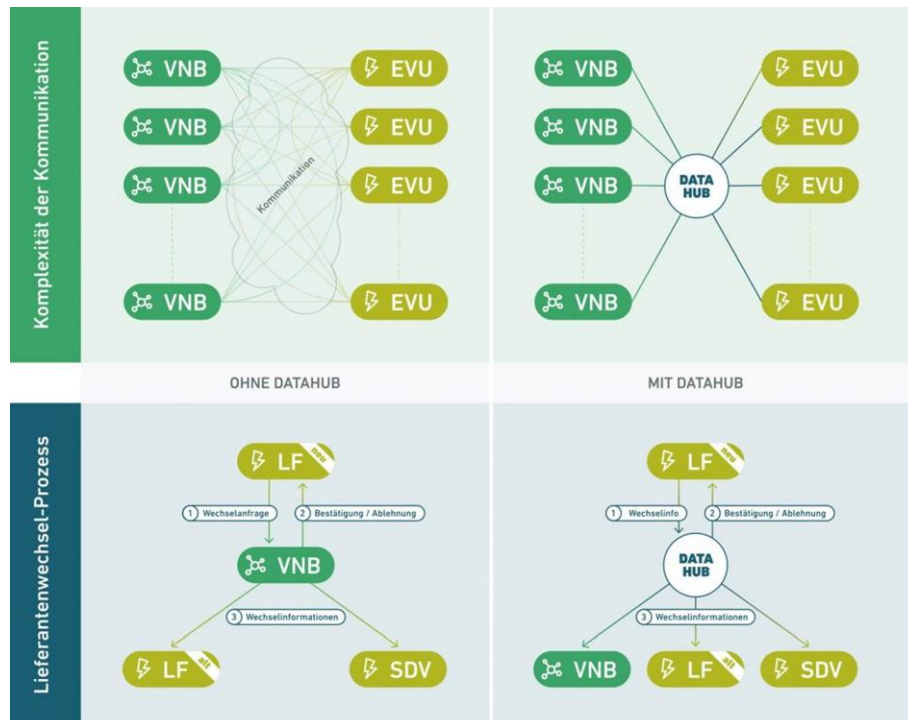 Komplexität der Kommunikation
VNB
EVU
VNB
EVU
VNB
EVU
VNB
EVU
Kommunikation
VNB
EVU
VNB
EVU
VNB
EVU
VNB
EVU
DATA
HUB
OHNE DATAHUB
MIT DATAHUB
Lieferantenwechsel-Prozess
LF neu
1 Wechselanfrage
2 Bestätigung / Ablehnung
VNB
3 Wechselinformationen
LF alt
SDV
LF neu
1 Wechselinfo
2 Bestätigung / Ablehnung
DATA
HUB
3 Wechselinformationen
VNB
LF alt
SDV